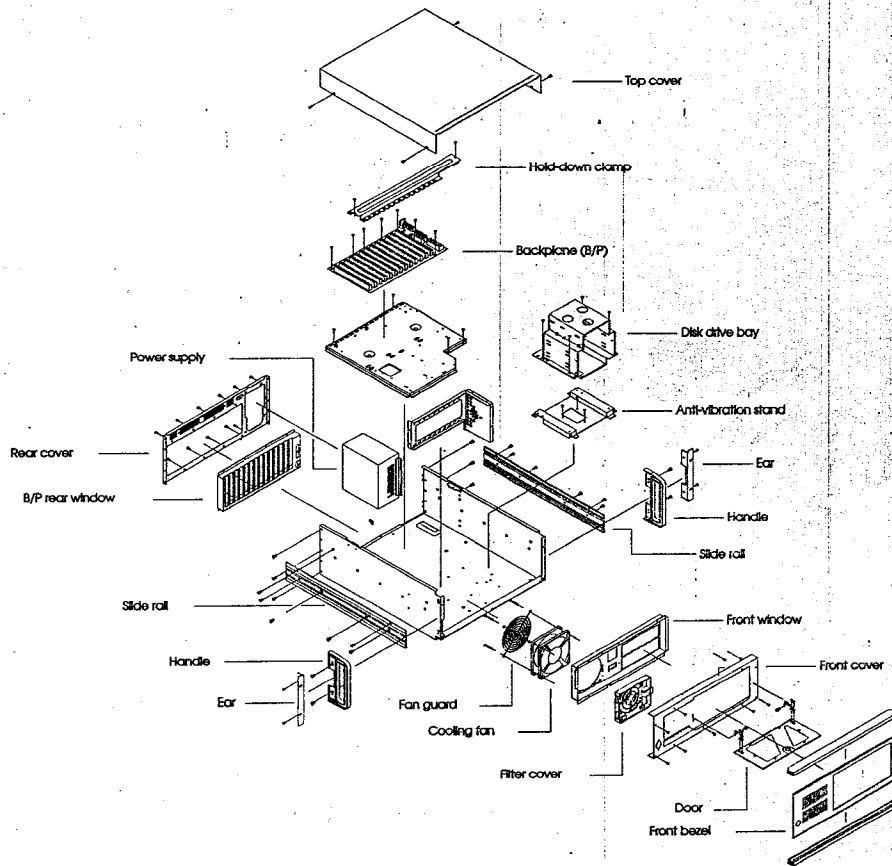 Top cover
Hold-down clamp
Backplane (B/P)
Disk drive bay
Power supply
Anti-vibration stand
Rear cover
Ear
B/P rear window
Handle
Slide rail
Slide rail
Front window
Handle
Front cover
Ear
Fan guard
Cooling fan
Filter cover
Door
Front bezel